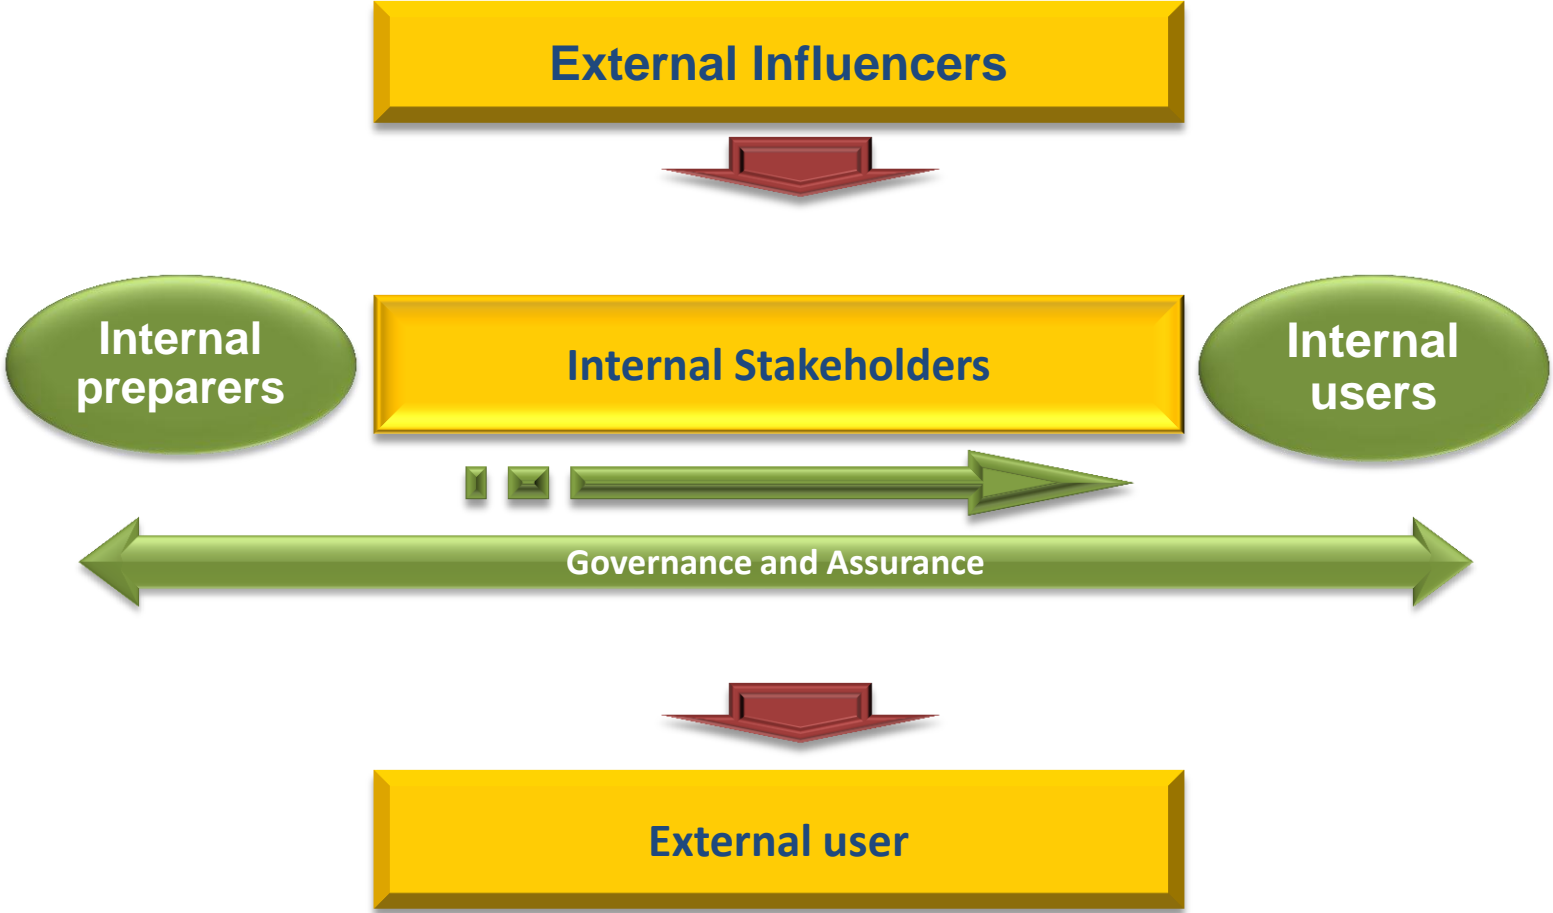 External Influencers
Internal
preparers
Internal Stakeholders
Internal
users
Governance and Assurance
External user